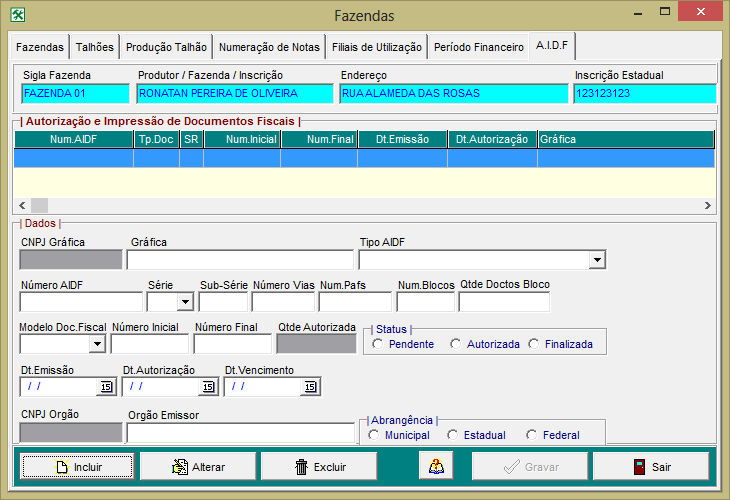 Fazendas
Fazendas Talhões Produção Talhão Numeração de Notas Filiais de Utilização Período Financeiro A.I.D.F
Sigla Fazenda Produtor / Fazenda / Inscrição Endereço Inscrição Estadual
FAZENDA 01 RONATAN PEREIRA DE OLIVEIRA RUA ALAMEDA DAS ROSAS 123123123
| Autorização e Impressão de Documentos Fiscais |
Num.AIDF Tp.Doc SR Num.Inicial Num.Final Dt.Emissão Dt.Autorização Gráfica
| Dados |
CNPJ Gráfica Gráfica Tipo AIDF
Número AIDF Série Sub-Série Número Vias Num.Pafs Num.Blocos Qtde Doctos Bloco
Modelo Doc.Fiscal Número Inicial Número Final Qtde Autorizada | Status |
Pendente Autorizada Finalizada
Dt.Emissão Dt.Autorização Dt.Vencimento
/ / 15 / / 15 / / 15
CNPJ Orgão Orgão Emissor | Abrangência |
Municipal Estadual Federal
Incluir Alterar Excluir Gravar Sair